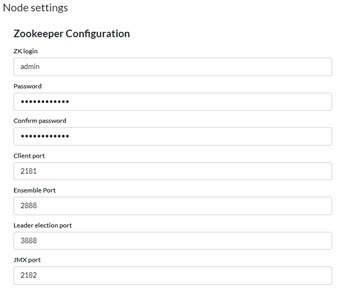 Node settings
Zookeeper Configuration
ZK login
admin
Password
••••••••••••
Confirm password
••••••••••••
Client port
2181
Ensemble Port
2888
Leader election port
3888
JMX port
2182